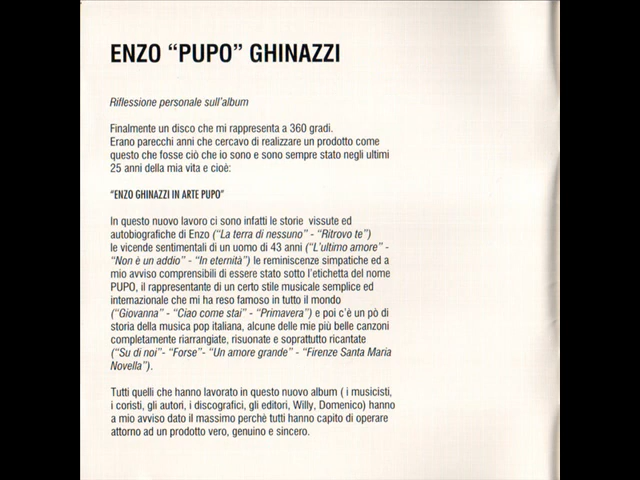 ENZO “PUPO” GHINAZZI
Riflessione personale sull'album
Finalmente un disco che mi rappresenta a 360 gradi.
Erano parecchi anni che cercavo di realizzare un prodotto come
questo che fosse ciò che io sono e sono sempre stato negli ultimi
25 anni della mia vita e cioè:
“ENZO GHINAZZI IN ARTE PUPO”
In questo nuovo lavoro ci sono infatti le storie vissute ed
autobiografiche di Enzo (“La terra di nessuno” - “Ritrovo te”)
le vicende sentimentali di un uomo di 43 anni (“L'ultimo amore” -
“Non è un addio” - “In eternità”) le reminiscenze simpatiche ed a
mio avviso comprensibili di essere stato sotto l'etichetta del nome
PUPO, il rappresentante di un certo stile musicale semplice ed
internazionale che mi ha reso famoso in tutto il mondo
(“Giovanna” - “Ciao come stai” - “Primavera”) e poi c'è un pò di
storia della musica pop italiana, alcune delle mie più belle canzoni
completamente riarrangiate, risuonate e soprattutto ricantate
(“Su di noi”- “Forse”- “Un amore grande” - “Firenze Santa Maria
Novella”).
Tutti quelli che hanno lavorato in questo nuovo album ( i musicisti,
i coristi, gli autori, i discografici, gli editori, Willy, Domenico) hanno
a mio avviso dato il massimo perchè tutti hanno capito di operare
attorno ad un prodotto vero, genuino e sincero.